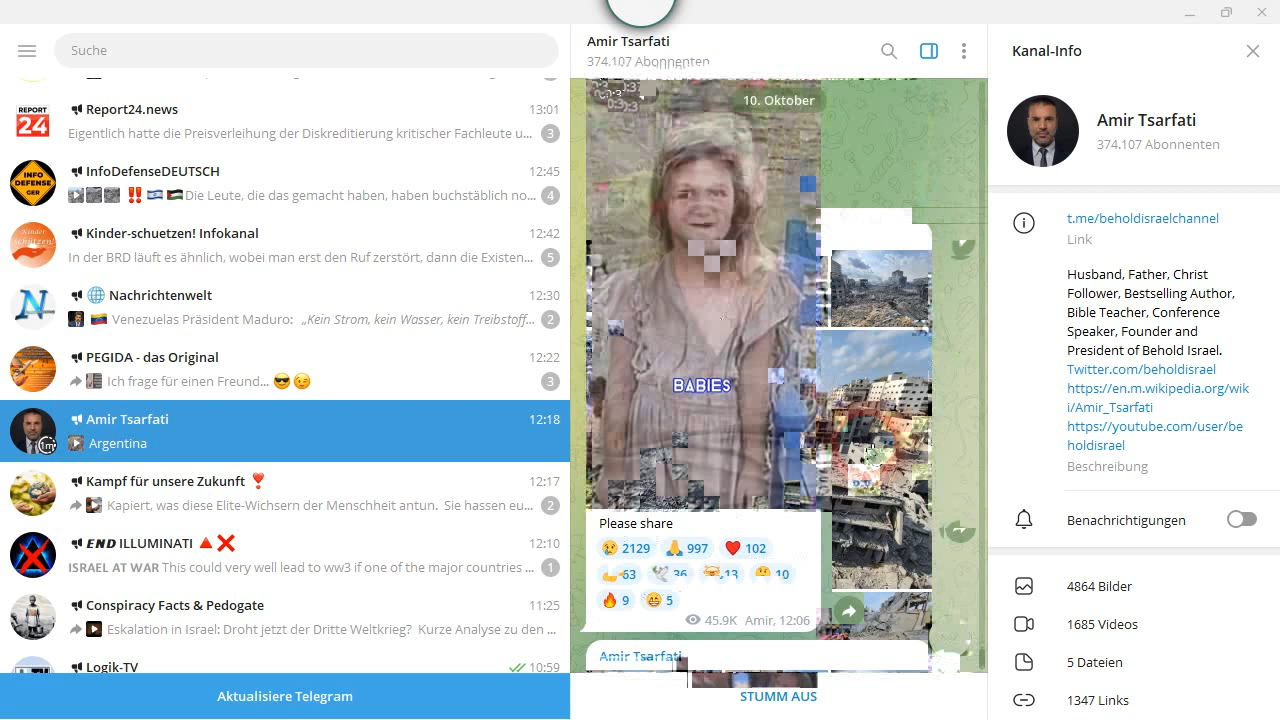 Suche
REPORT
24
Report24.news
13:01
Eigentlich hatte die Preisverleihung der Diskreditierung kritischer Fachleute u...
3
INFO
DEFENSE
GER
InfoDefenseDEUTSCH
12:45
Die Leute, die das gemacht haben, haben buchstäblich no...
4
Kinder
schützen!
Kinder-schuetzen! Infokanal
12:42
In der BRD läuft es ähnlich, wobei man erst den Ruf zerstört, dann die Existen...
5
N
Nachrichtenwelt
12:30
Venezuelas Präsident Maduro: „Kein Strom, kein Wasser, kein Treibstoff...
2
PEGIDA - das Original
12:22
Ich frage für einen Freund... 😎 😉
3
Amir Tsarfati
12:18
1m
Argentina
Kampf für unsere Zukunft ❣️
12:17
Kapiert, was diese Elite-Wichsern der Menschheit antun. Sie hassen eu...
2
END ILLUMINATI 🔺❌
12:10
ISRAEL AT WAR This could very well lead to ww3 if one of the major countries ...
1
Conspiracy Facts & Pedogate
11:25
Eskalation in Israel: Droht jetzt der Dritte Weltkrieg? Kurze Analyse zu den ...
Logik-TV
10:59
Aktualisiere Telegram
Amir Tsarfati
374.107 Abonnenten
10. Oktober
BABIES
Please share
😢 2129 🙏 997 ❤️ 102
63 🕊 36 13 10
🔥 9 😁 5
45.9K Amir, 12:06
Amir Tsarfati
STUMM AUS
Kanal-Info
Amir Tsarfati
374.107 Abonnenten
t.me/beholdisraelchannel
Link
Husband, Father, Christ
Follower, Bestselling Author,
Bible Teacher, Conference
Speaker, Founder and
President of Behold Israel.
Twitter.com/beholdisrael
https://en.m.wikipedia.org/wik
i/Amir_Tsarfati
https://youtube.com/user/be
holdisrael
Beschreibung
Benachrichtigungen
4864 Bilder
1685 Videos
5 Dateien
1347 Links